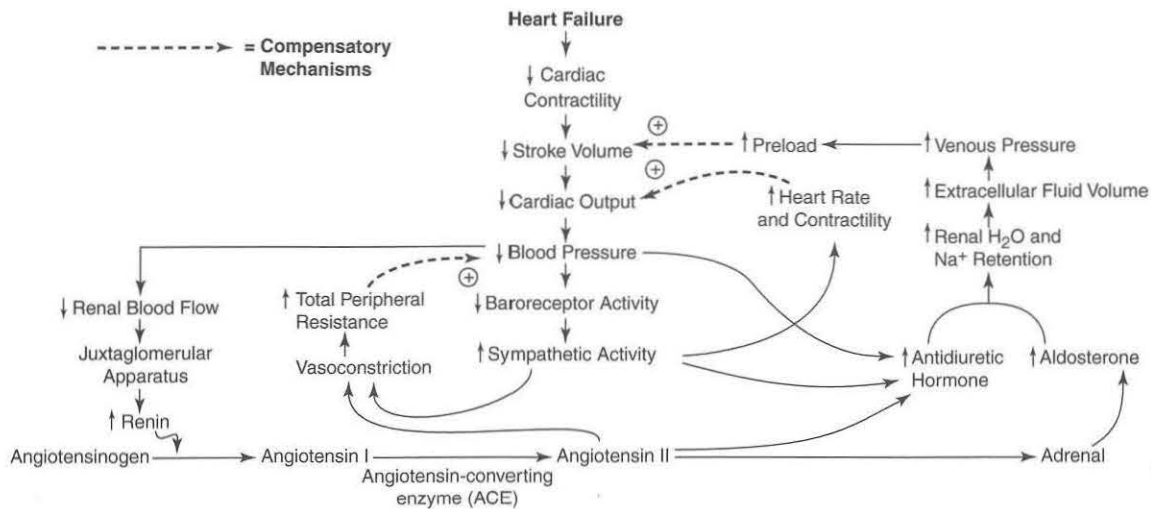 Heart Failure
= Compensatory
Mechanisms
↓ Cardiac
Contractility
↓ Stroke Volume
⊕
↑ Preload
↑ Venous Pressure
⊕
↓ Cardiac Output
↑ Heart Rate
and Contractility
↑ Extracellular Fluid Volume
↑ Renal H₂O and
Na⁺ Retention
↓ Blood Pressure
⊕
↓ Renal Blood Flow
↑ Total Peripheral
Resistance
↓ Baroreceptor Activity
Juxtaglomerular
Apparatus
Vasoconstriction
↑ Sympathetic Activity
↑ Antidiuretic
Hormone
↑ Aldosterone
↑ Renin
Angiotensinogen
Angiotensin I
Angiotensin-converting
enzyme (ACE)
Angiotensin II
Adrenal